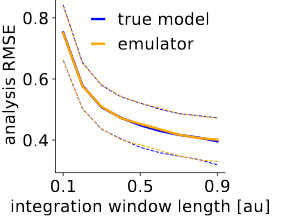 0.8
true model
emulator
0.6
0.4
analysis RMSE
0.1 0.5 0.9
integration window length [au]